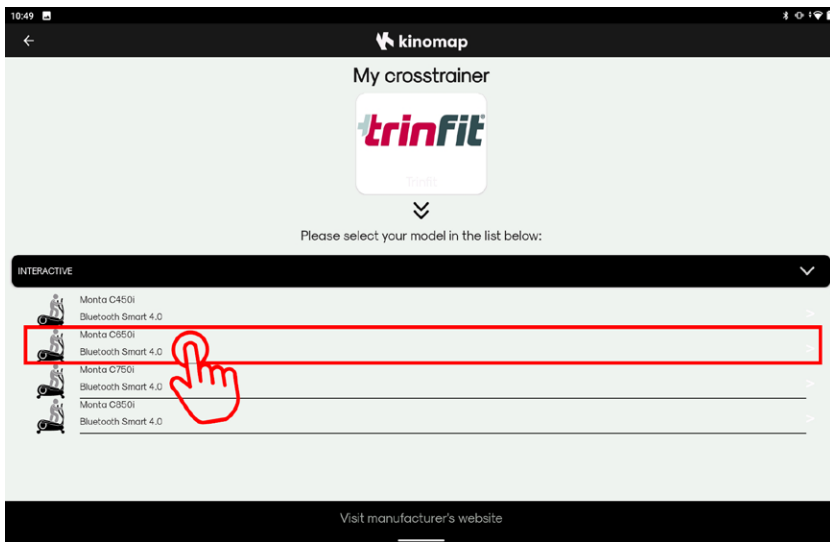 10:49
kinomap
My crosstrainer
trinfit
Trinfit
Please select your model in the list below:
INTERACTIVE
Monta C450i
Bluetooth Smart 4.0
Monta C650i
Bluetooth Smart 4.0
Monta C750i
Bluetooth Smart 4.0
Monta C850i
Bluetooth Smart 4.0
Visit manufacturer's website